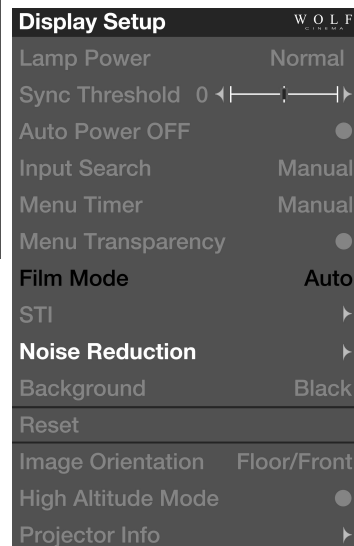 Display Setup WOLF
CINEMA
Lamp Power Normal
Sync Threshold 0
Auto Power OFF
Input Search Manual
Menu Timer Manual
Menu Transparency
Film Mode Auto
STI
Noise Reduction
Background Black
Reset
Image Orientation Floor/Front
High Altitude Mode
Projector Info